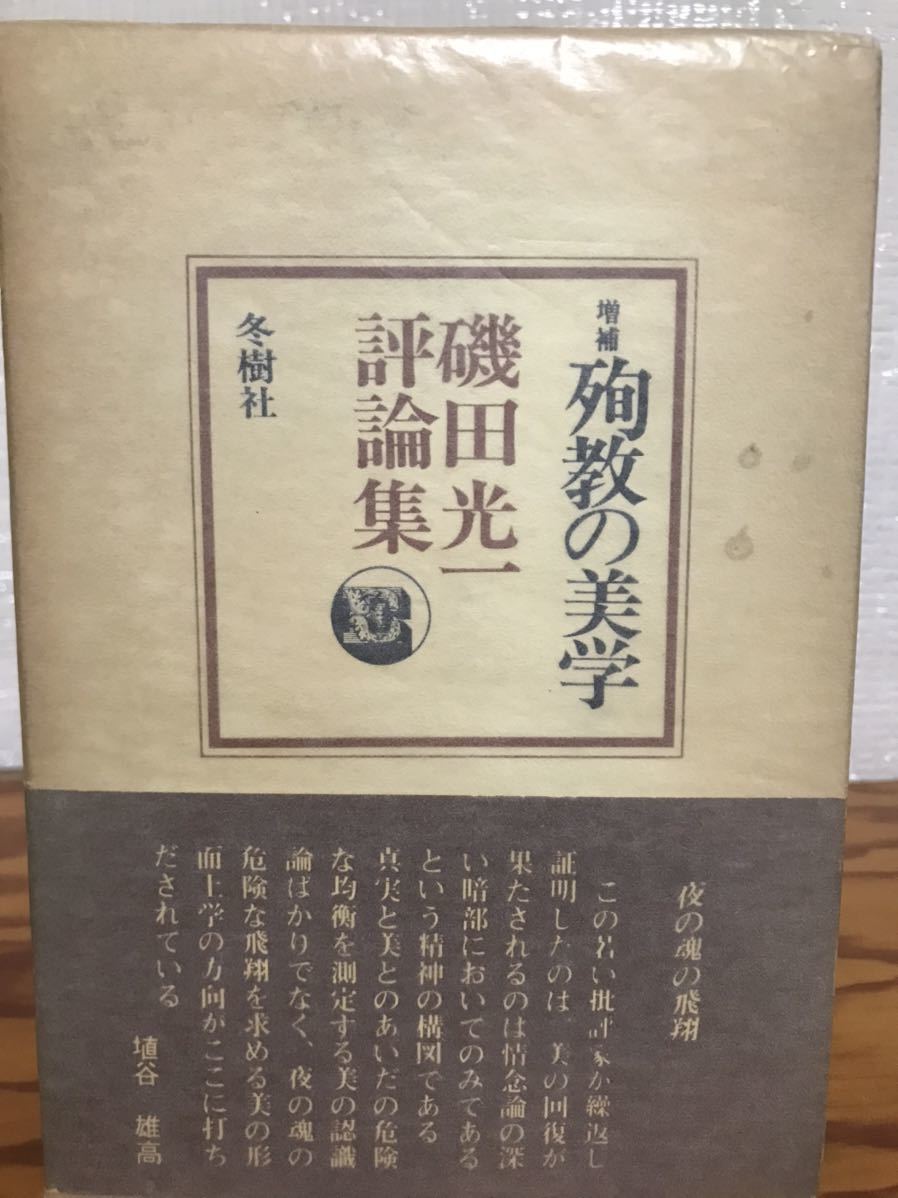 増補 殉教の美学
磯田光一
評論集
冬樹社
夜の魂の飛翔
この若い批評家が繰返し
証明したのは、美の回復が
果たされるのは情念論の深
い暗部においてのみである
という精神の構図である
真実と美とのあいだの危険
な均衡を測定する美の認識
論ばかりでなく、夜の魂の
危険な飛翔を求める美の形
而上学の方向がここに打ち
だされている
埴谷 雄高